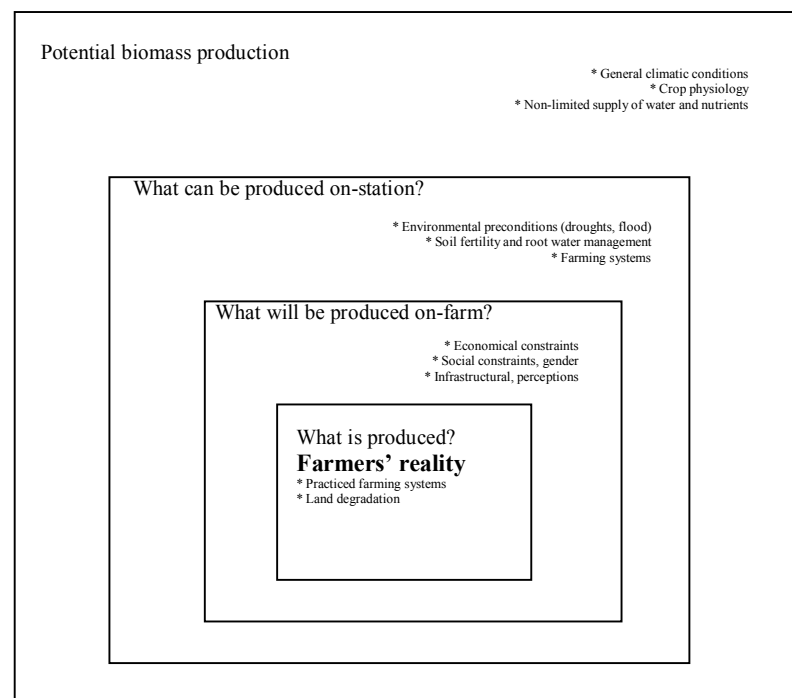 Potential biomass production
* General climatic conditions
* Crop physiology
* Non-limited supply of water and nutrients
What can be produced on-station?
* Environmental preconditions (droughts, flood)
* Soil fertility and root water management
* Farming systems
What will be produced on-farm?
* Economical constraints
* Social constraints, gender
* Infrastructural, perceptions
What is produced?
Farmers’ reality
* Practiced farming systems
* Land degradation